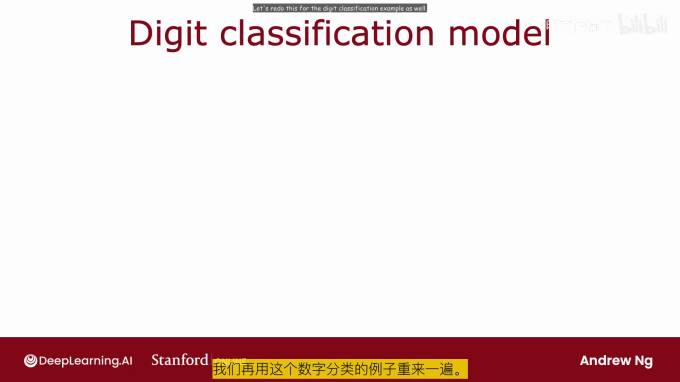 Let's redo this for the digit classification example as well.
Digit classification model
bilibili
DeepLearning.AI
Stanford
我们再用这个数字分类的例子重来一遍。
Andrew Ng